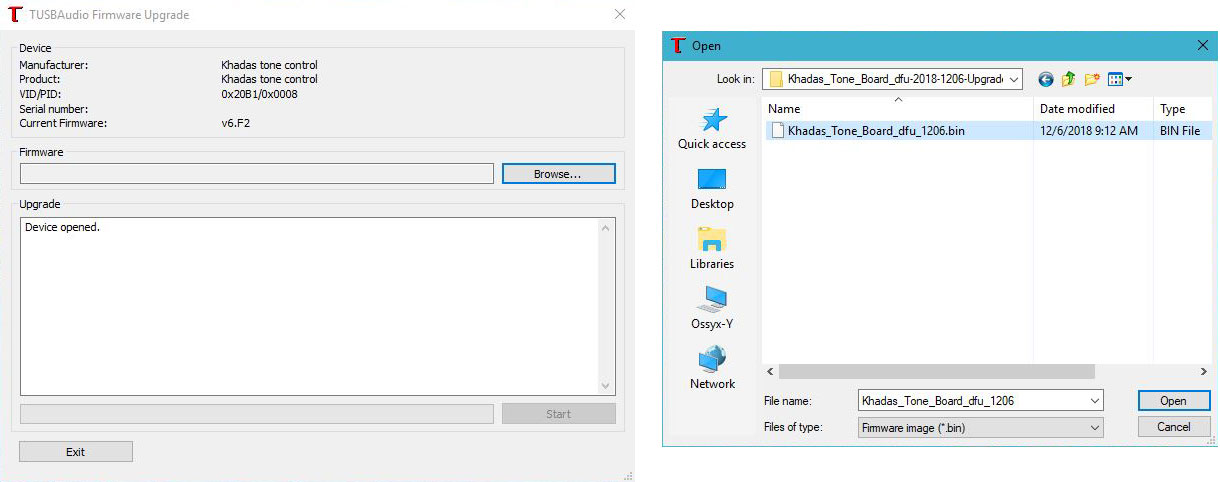 TUSBAudio Firmware Upgrade
Device
Manufacturer: Khadas tone control
Product: Khadas tone control
VID/PID: 0x20B1/0x0008
Serial number:
Current Firmware: v6.F2
Firmware
Browse...
Upgrade
Device opened.
Start
Exit
Open
Look in: Khadas_Tone_Board_dfu-2018-1206-Upgrade
Name Date modified Type
Khadas_Tone_Board_dfu_1206.bin 12/6/2018 9:12 AM BIN File
Quick access
Desktop
Libraries
Ossyx-Y
Network
File name: Khadas_Tone_Board_dfu_1206 Open
Files of type: Firmware image (*.bin) Cancel